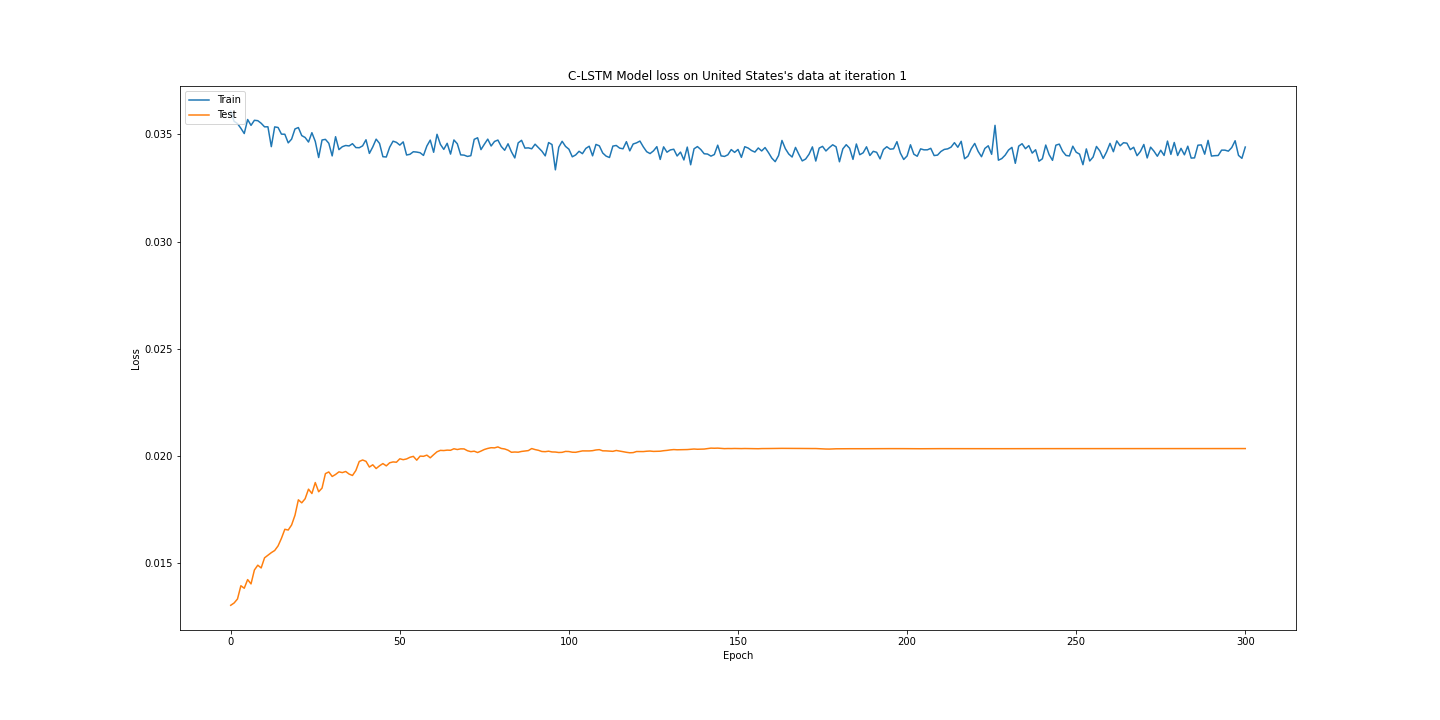 C-LSTM Model loss on United States's data at iteration 1
Train
Test
0.035
0.030
0.025
0.020
0.015
Loss
0 50 100 150 200 250 300
Epoch